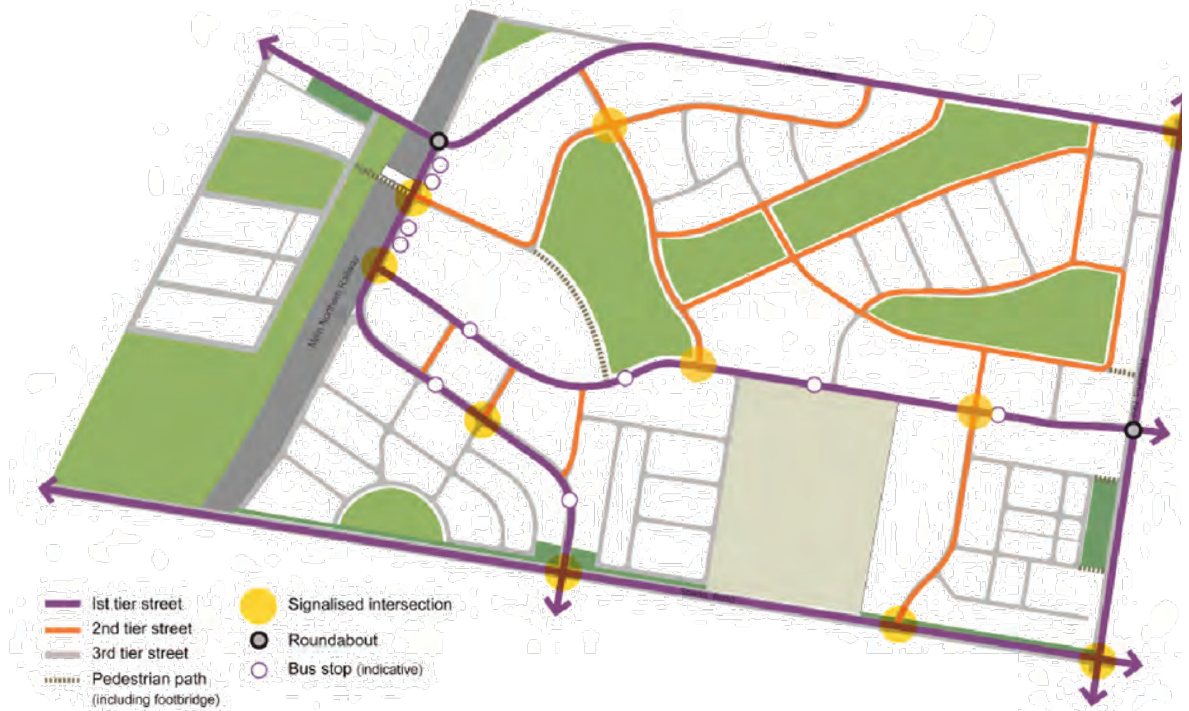 Main Northern Railway
Ist tier street
2nd tier street
3rd tier street
Pedestrian path
(including footbridge)
Signalised intersection
Roundabout
Bus stop (indicative)